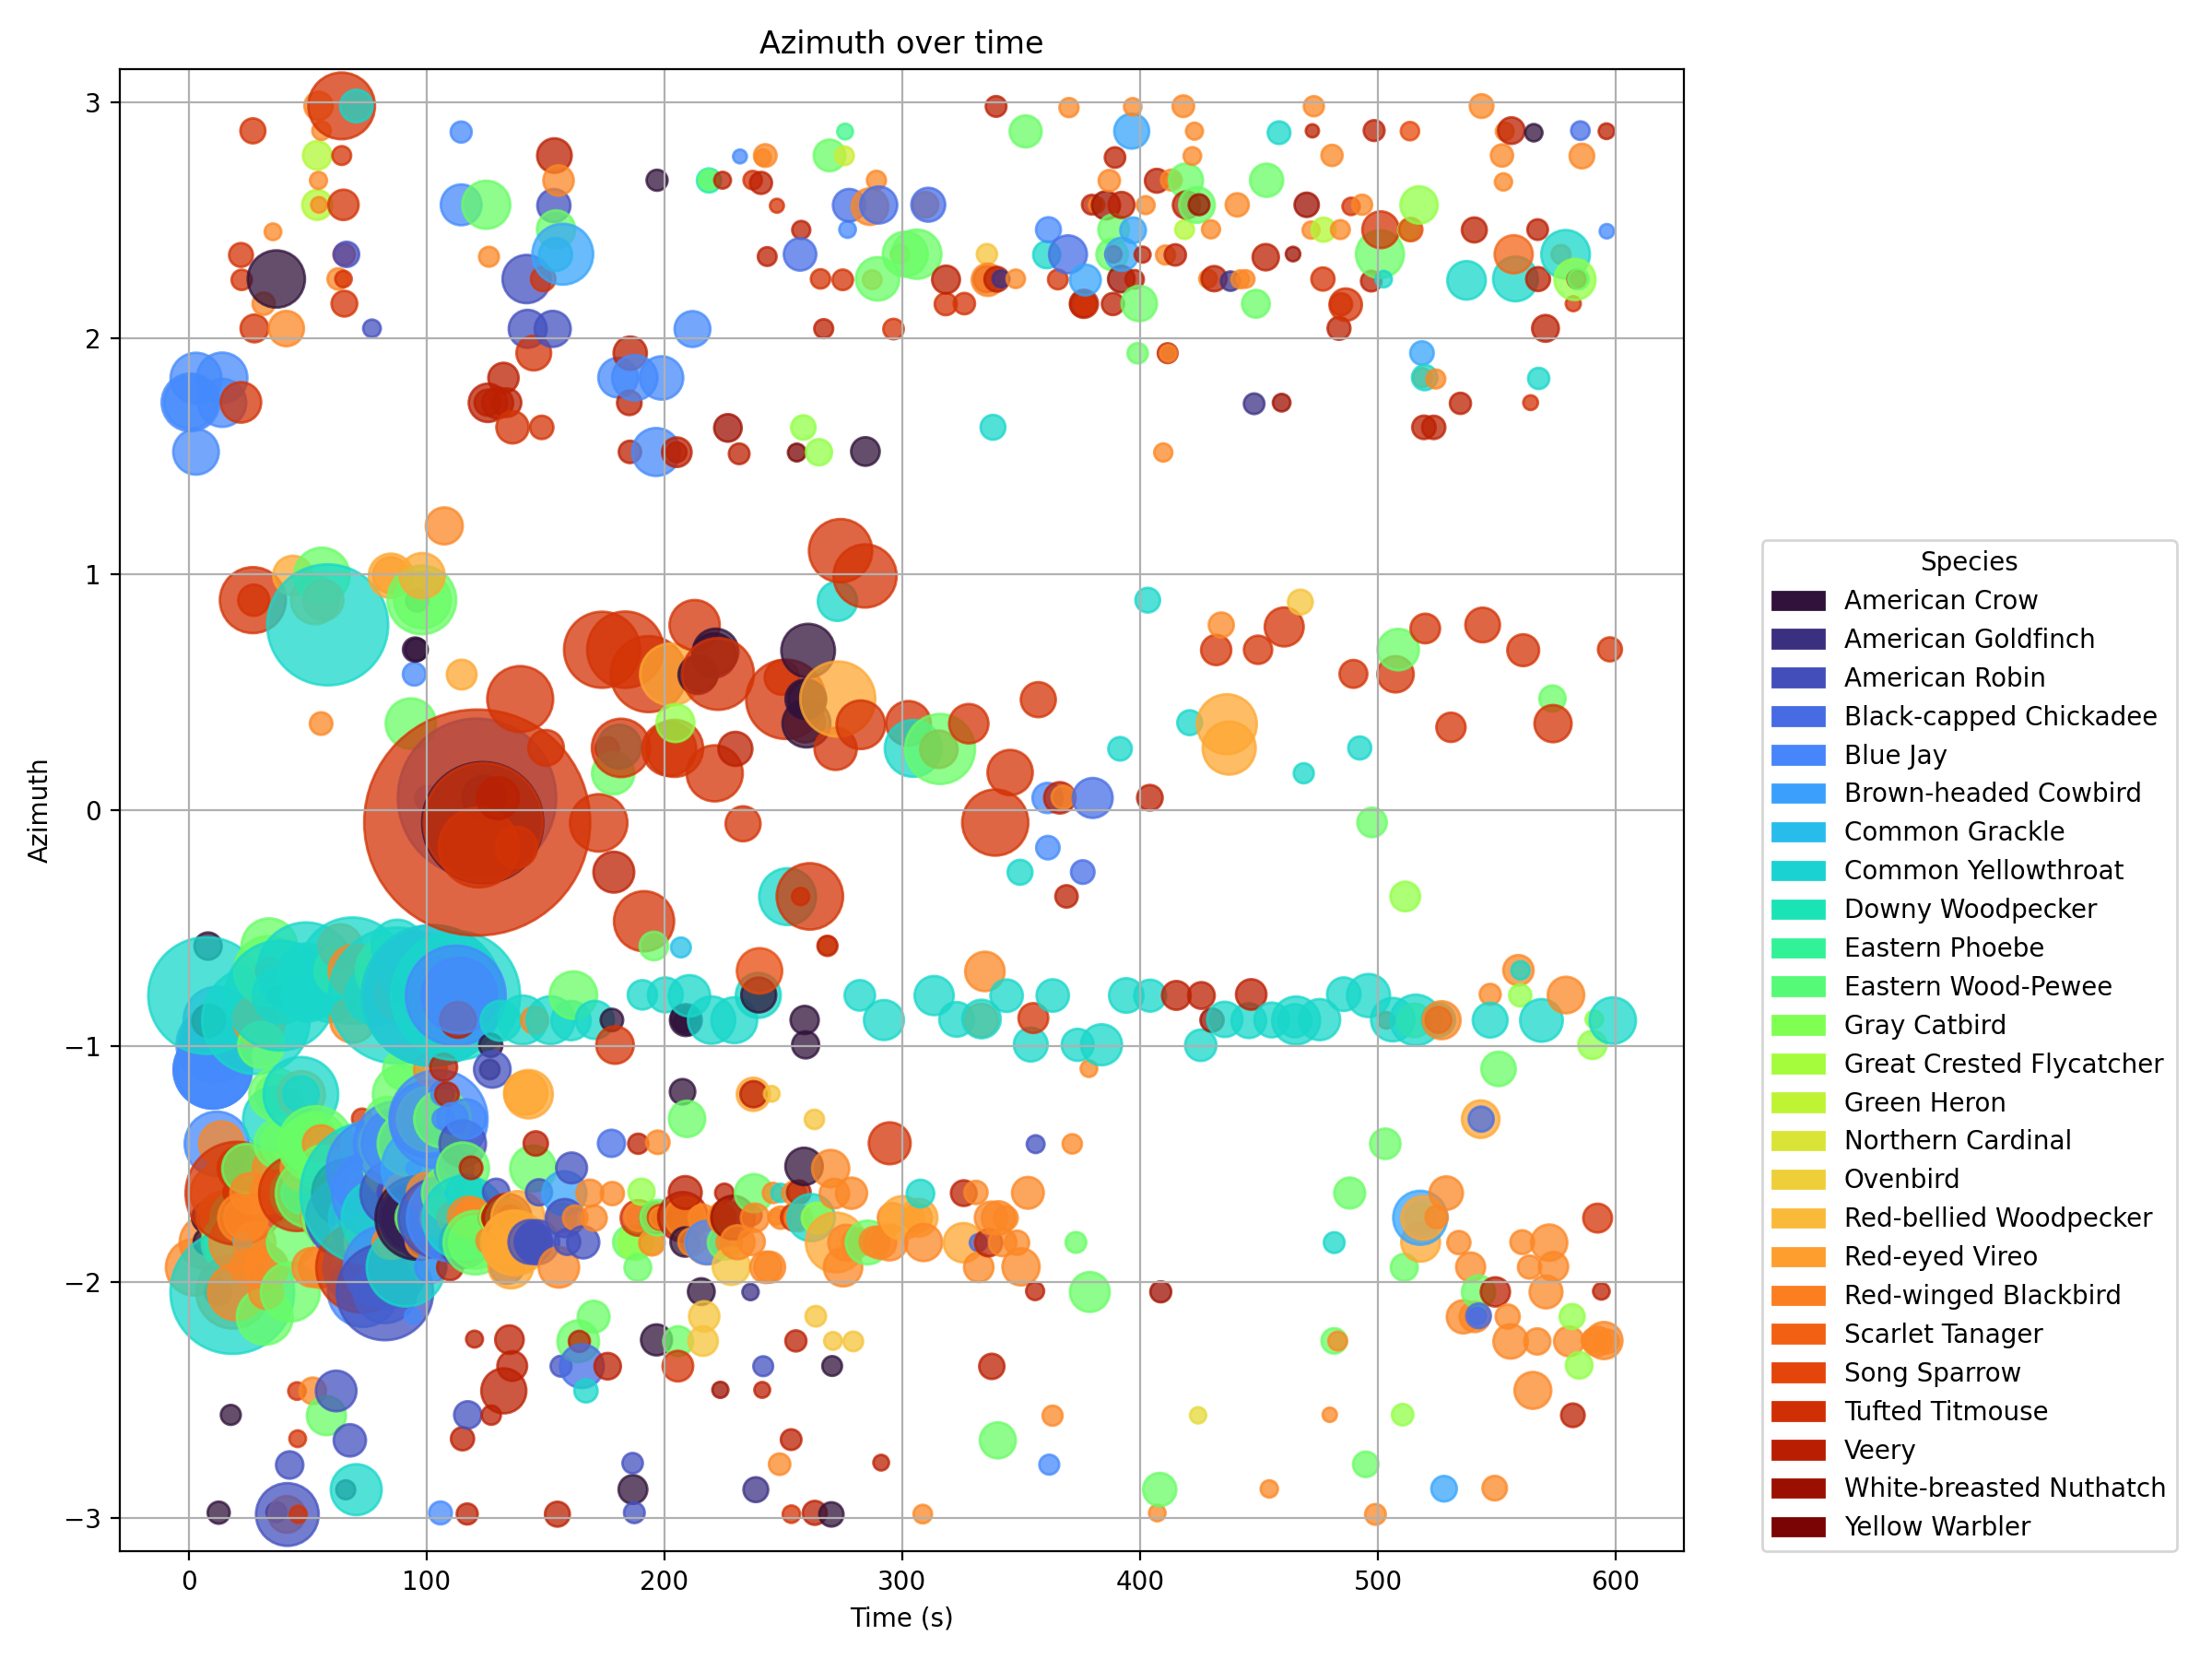 Azimuth over time
3
2
1
0
−1
−2
−3
Azimuth
0 100 200 300 400 500 600
Time (s)
Species
American Crow
American Goldfinch
American Robin
Black-capped Chickadee
Blue Jay
Brown-headed Cowbird
Common Grackle
Common Yellowthroat
Downy Woodpecker
Eastern Phoebe
Eastern Wood-Pewee
Gray Catbird
Great Crested Flycatcher
Green Heron
Northern Cardinal
Ovenbird
Red-bellied Woodpecker
Red-eyed Vireo
Red-winged Blackbird
Scarlet Tanager
Song Sparrow
Tufted Titmouse
Veery
White-breasted Nuthatch
Yellow Warbler